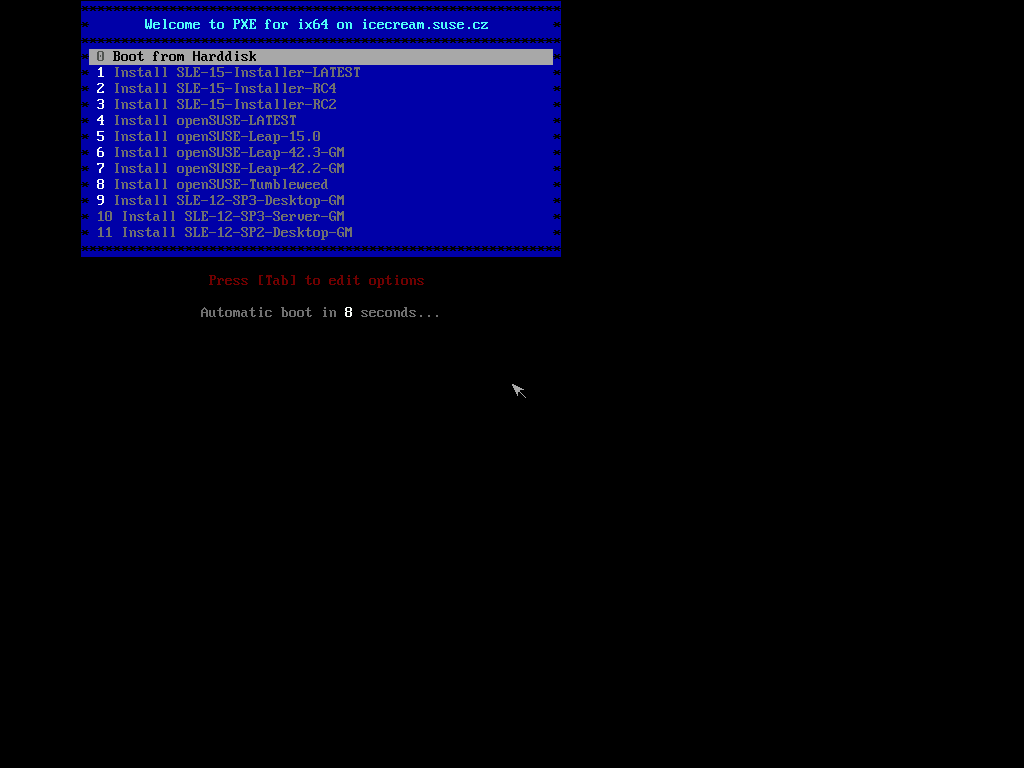 Welcome to PXE for ix64 on icecream.suse.cz
0 Boot from Harddisk
1 Install SLE-15-Installer-LATEST
2 Install SLE-15-Installer-RC4
3 Install SLE-15-Installer-RC2
4 Install openSUSE-LATEST
5 Install openSUSE-Leap-15.0
6 Install openSUSE-Leap-42.3-GM
7 Install openSUSE-Leap-42.2-GM
8 Install openSUSE-Tumbleweed
9 Install SLE-12-SP3-Desktop-GM
10 Install SLE-12-SP3-Server-GM
11 Install SLE-12-SP2-Desktop-GM
Press [Tab] to edit options
Automatic boot in 8 seconds...